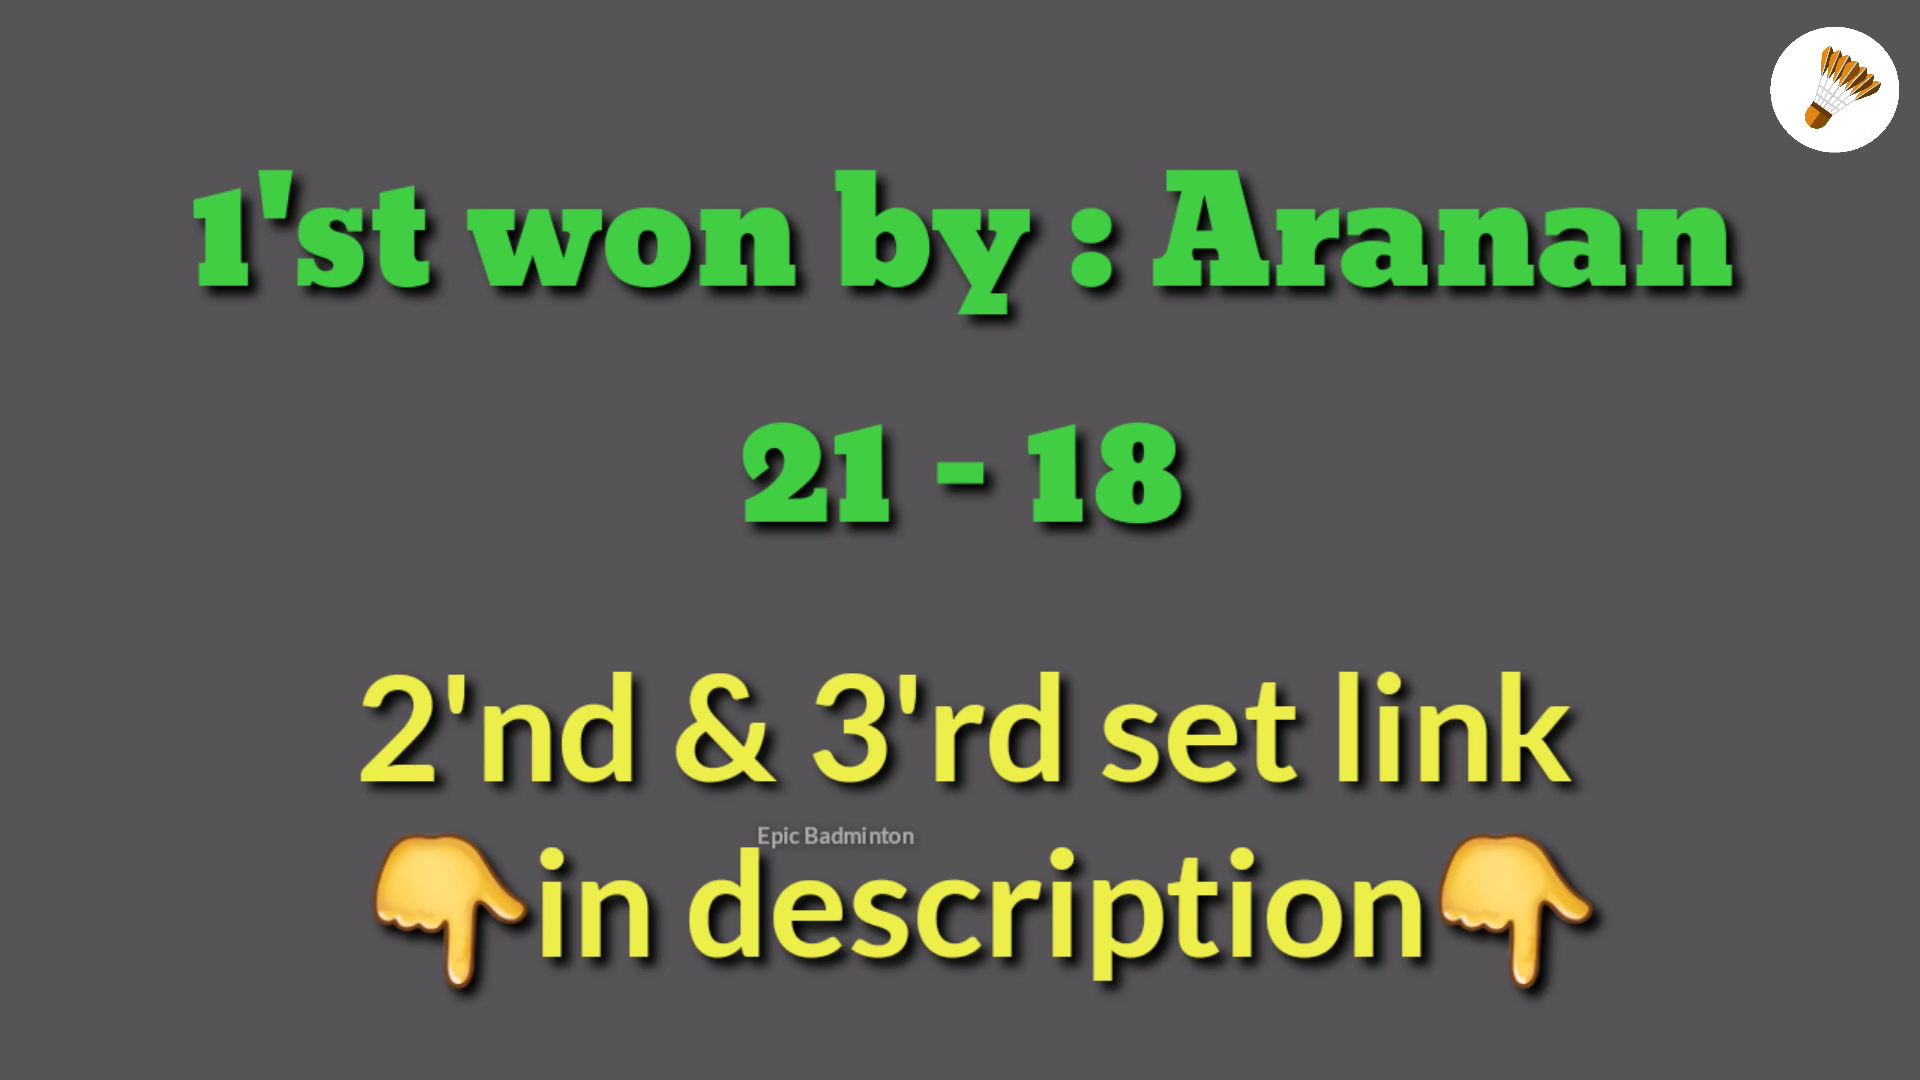 1'st won by : Aranan
21 - 18
2'nd & 3'rd set link
Epic Badminton
👇in description👇